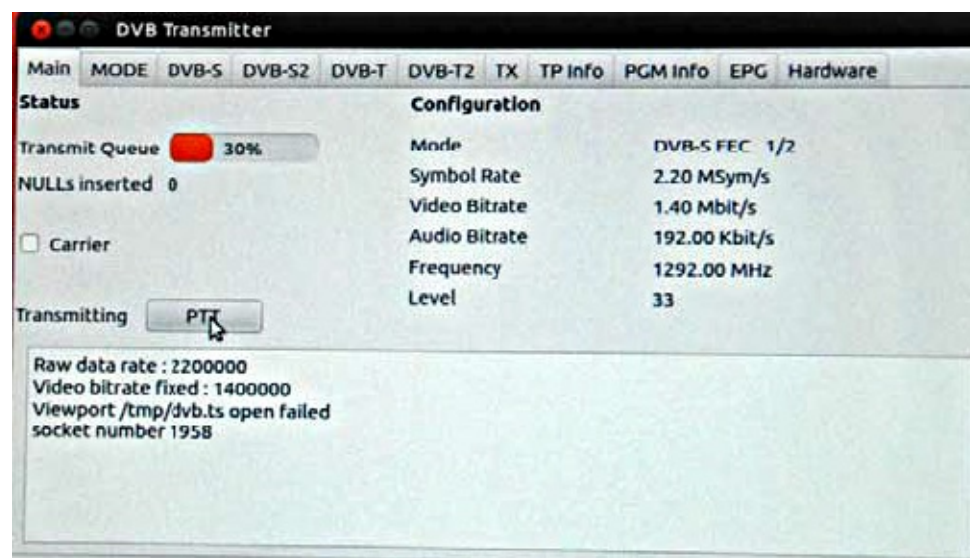 DVB Transmitter
Main MODE DVB-S DVB-S2 DVB-T DVB-T2 TX TP Info PGM Info EPG Hardware
Status
Transmit Queue 30%
NULLs inserted 0
Carrier
Transmitting PTT
Configuration
Mode DVB-S FEC 1/2
Symbol Rate 2.20 MSym/s
Video Bitrate 1.40 Mbit/s
Audio Bitrate 192.00 Kbit/s
Frequency 1292.00 MHz
Level 33
Raw data rate : 2200000
Video bitrate fixed : 1400000
Viewport /tmp/dvb.ts open failed
socket number 1958